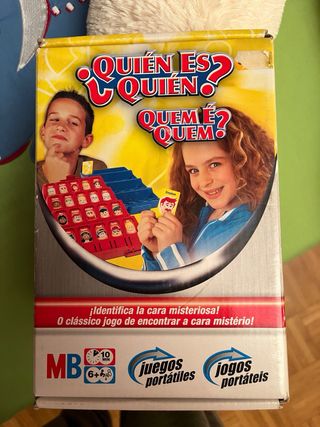 ¿QUIÉN ES
QUIÉN?
QUEM É
QUEM?
¡Identifica la cara misteriosa!
O clássico jogo de encontrar a cara mistério!
MB
10
MIN
6+
juegos
portátiles
jogos
portáteis